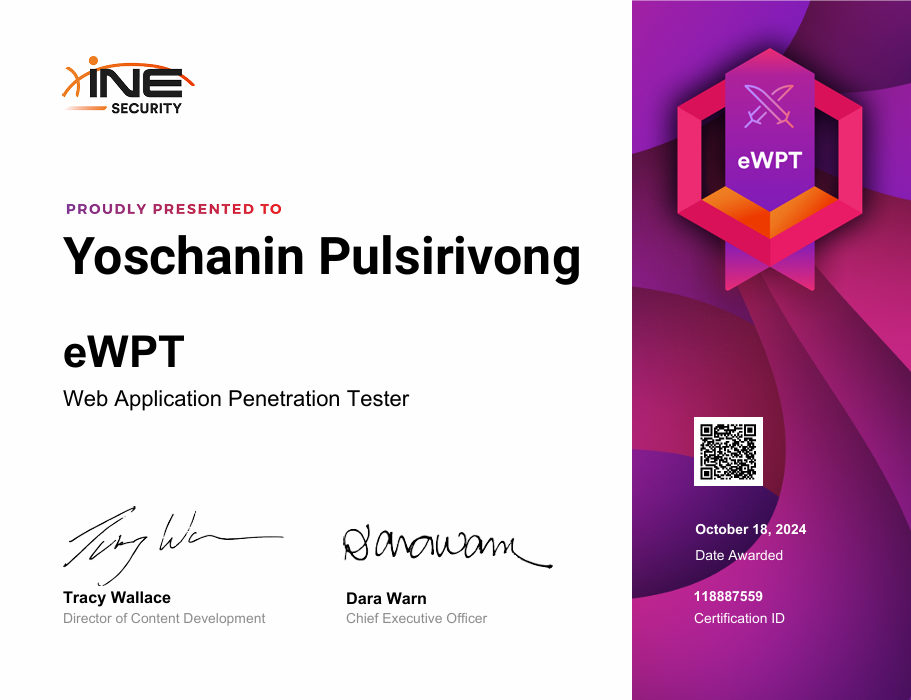 INE
SECURITY
PROUDLY PRESENTED TO
Yoschanin Pulsirivong
eWPT
Web Application Penetration Tester
Tracy Wallace
Director of Content Development
Dara Warn
Chief Executive Officer
eWPT
October 18, 2024
Date Awarded
118887559
Certification ID